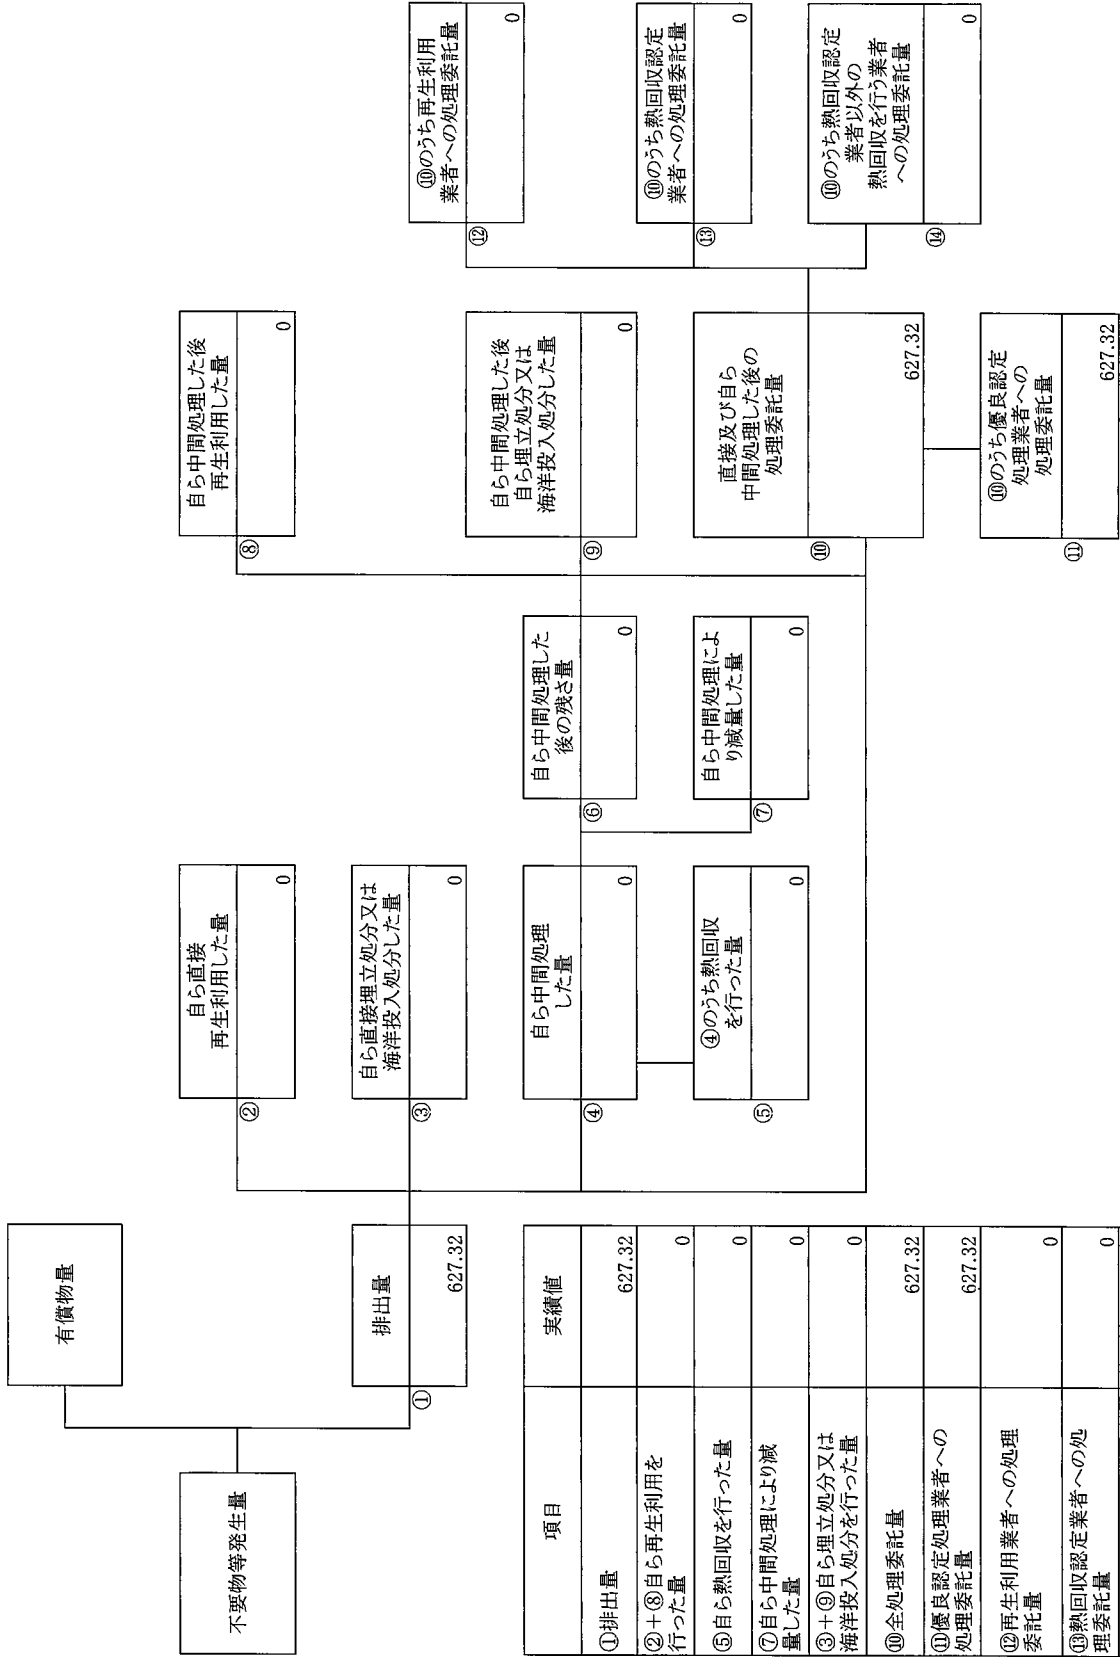 有償物量
不要物等発生量
排出量
①
627.32
自ら直接
再生利用した量
②
0
自ら直接埋立処分又は
海洋投入処分した量
③
0
自ら中間処理
した量
④
0
④のうち熱回収
を行った量
⑤
0
自ら中間処理した
後の残さ量
⑥
0
自ら中間処理によ
り減量した量
⑦
0
自ら中間処理した後
再生利用した量
⑧
0
自ら中間処理した後
自ら埋立処分又は
海洋投入処分した量
⑨
0
直接及び自ら
中間処理した後の
処理委託量
⑩
627.32
⑩のうち優良認定
処理業者への
処理委託量
⑪
627.32
⑩のうち再生利用
業者への処理委託量
⑫
0
⑩のうち熱回収認定
業者への処理委託量
⑬
0
⑩のうち熱回収認定
業者以外の
熱回収を行う業者
への処理委託量
⑭
0
項目 実績値
①排出量 627.32
②+⑧自ら再生利用を
行った量 0
⑤自ら熱回収を行った量 0
⑦自ら中間処理により減
量した量 0
③+⑨自ら埋立処分又は
海洋投入処分を行った量 0
⑩全処理委託量 627.32
⑪優良認定処理業者への
処理委託量 627.32
⑫再生利用業者への処理
委託量 0
⑬熱回収認定業者への処
理委託量 0